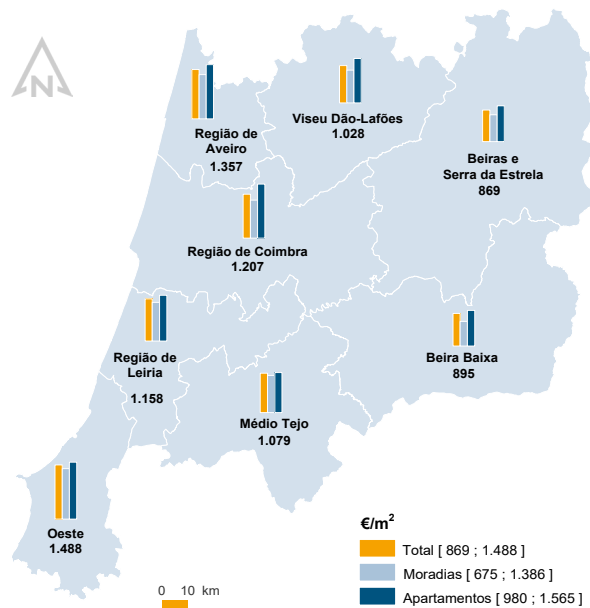 N
Região de
Aveiro
1.357
Viseu Dão-Lafões
1.028
Beiras e
Serra da Estrela
869
Região de Coimbra
1.207
Região de
Leiria
1.158
Beira Baixa
895
Médio Tejo
1.079
Oeste
1.488
€/m²
Total [ 869 ; 1.488 ]
Moradias [ 675 ; 1.386 ]
Apartamentos [ 980 ; 1.565 ]
0 10 km